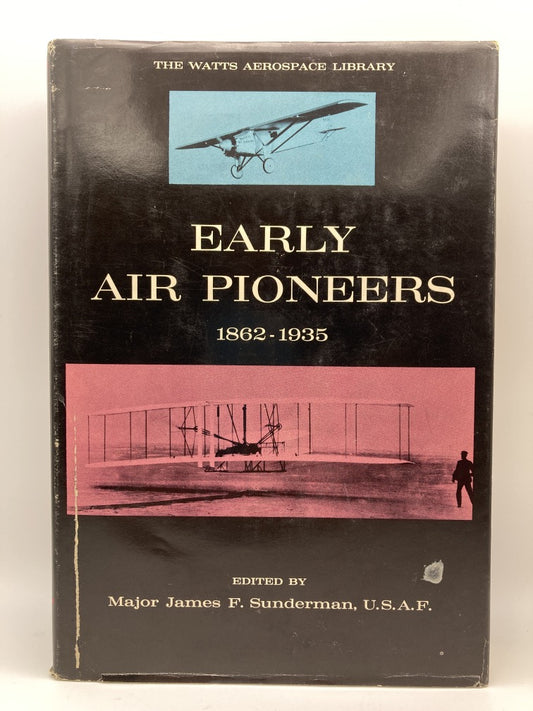 THE WATTS AEROSPACE LIBRARY
EARLY
AIR PIONEERS
1862-1935
EDITED BY
Major James F. Sunderman, U.S.A.F.